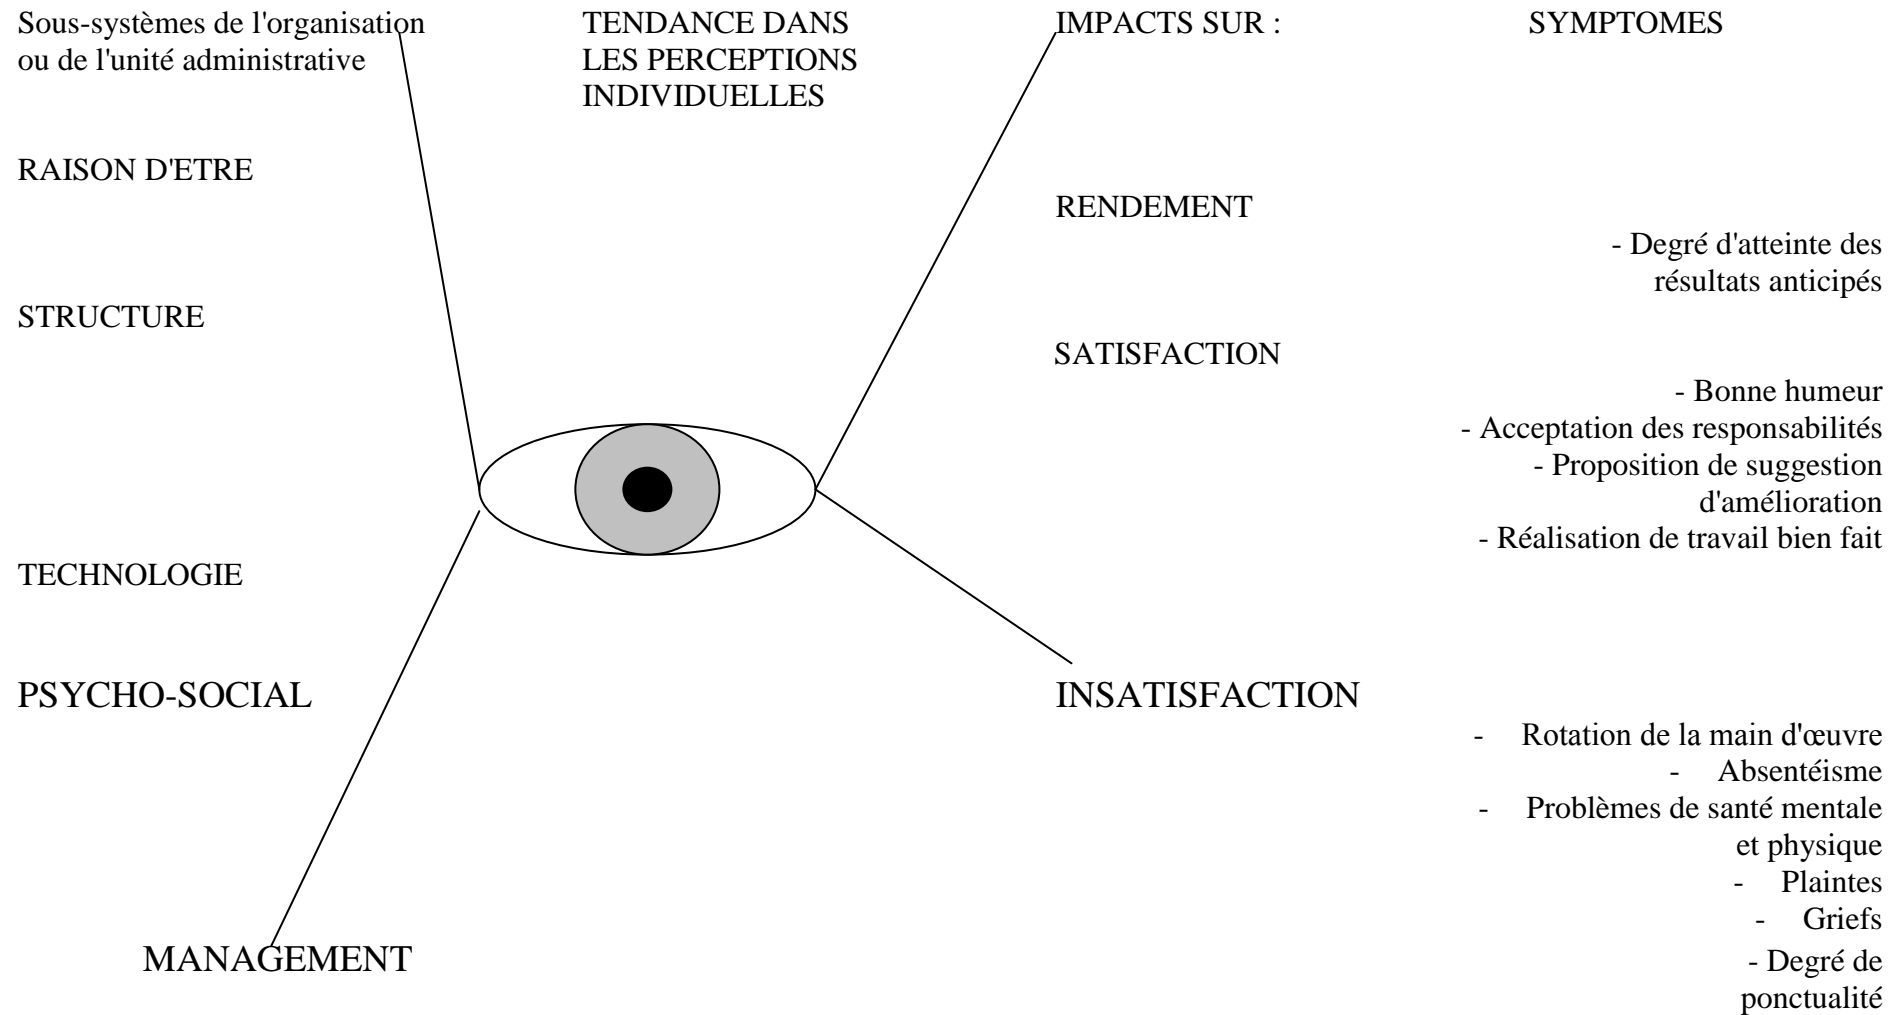 Sous-systèmes de l'organisation
ou de l'unité administrative
TENDANCE DANS
LES PERCEPTIONS
INDIVIDUELLES
IMPACTS SUR :
SYMPTOMES
RAISON D'ETRE
STRUCTURE
TECHNOLOGIE
PSYCHO-SOCIAL
MANAGEMENT
RENDEMENT
- Degré d'atteinte des
résultats anticipés
SATISFACTION
- Bonne humeur
- Acceptation des responsabilités
- Proposition de suggestion
d'amélioration
- Réalisation de travail bien fait
INSATISFACTION
- Rotation de la main d'œuvre
- Absentéisme
- Problèmes de santé mentale
et physique
- Plaintes
- Griefs
- Degré de
ponctualité